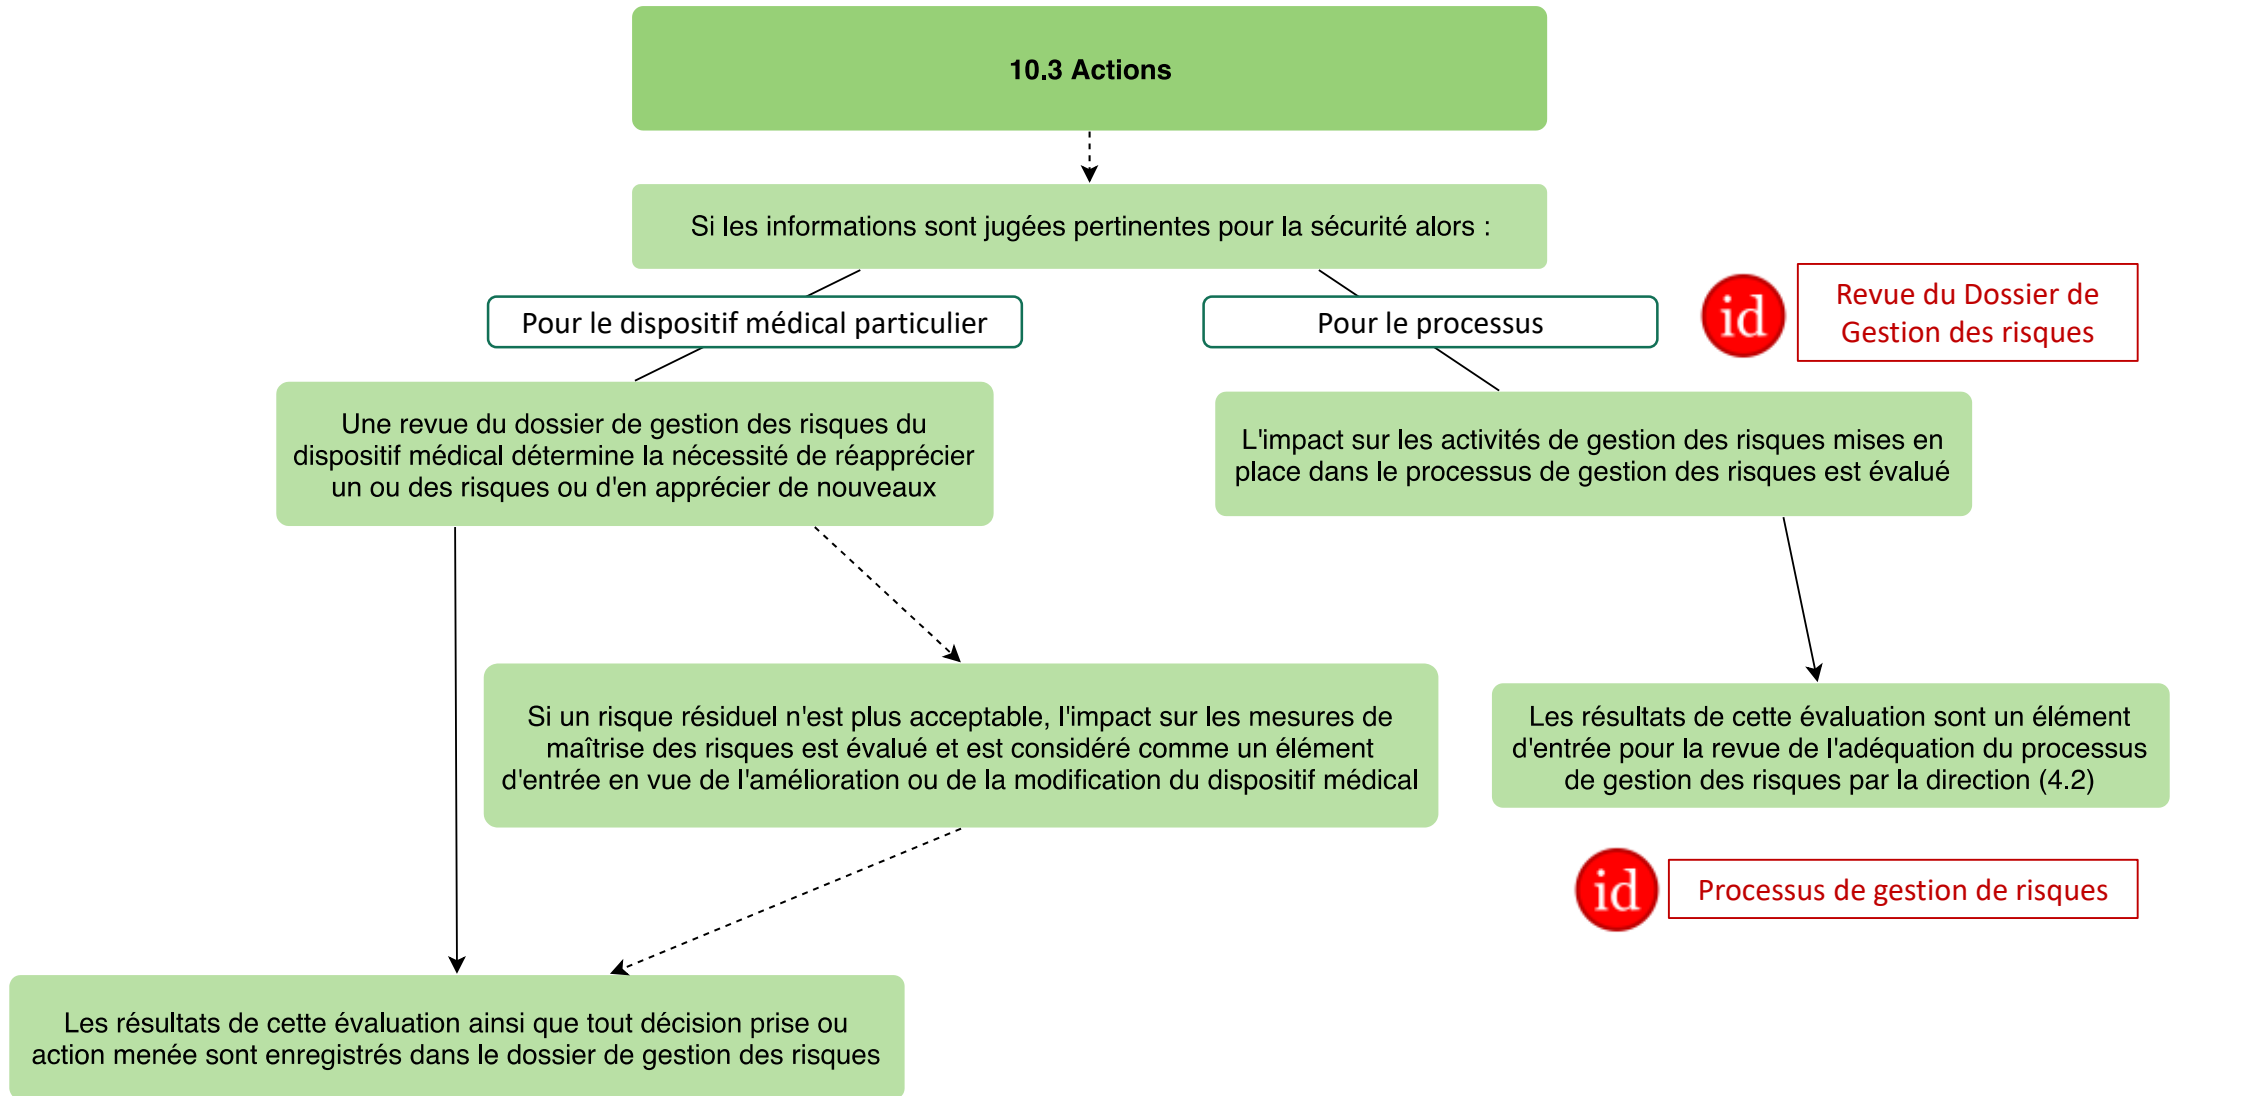 10.3 Actions
Si les informations sont jugées pertinentes pour la sécurité alors :
Pour le dispositif médical particulier
Pour le processus
id
Revue du Dossier de
Gestion des risques
Une revue du dossier de gestion des risques du
dispositif médical détermine la nécessité de réapprécier
un ou des risques ou d'en apprécier de nouveaux
L'impact sur les activités de gestion des risques mises en
place dans le processus de gestion des risques est évalué
Si un risque résiduel n'est plus acceptable, l'impact sur les mesures de
maîtrise des risques est évalué et est considéré comme un élément
d'entrée en vue de l'amélioration ou de la modification du dispositif médical
Les résultats de cette évaluation sont un élément
d'entrée pour la revue de l'adéquation du processus
de gestion des risques par la direction (4.2)
id
Processus de gestion de risques
Les résultats de cette évaluation ainsi que tout décision prise ou
action menée sont enregistrés dans le dossier de gestion des risques